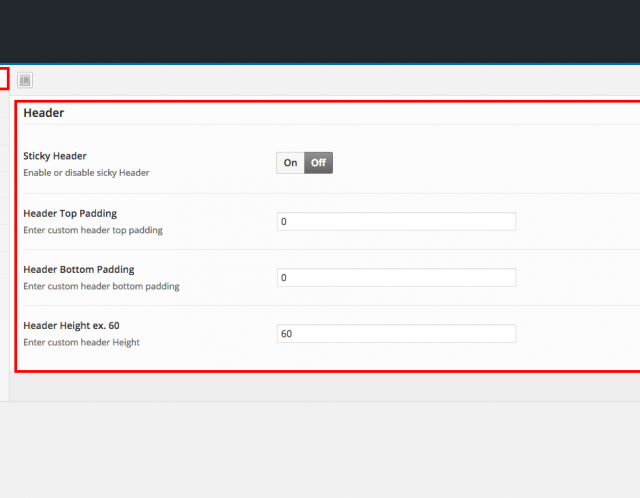 Header
Sticky Header
On Off
Enable or disable sicky Header
Header Top Padding
0
Enter custom header top padding
Header Bottom Padding
0
Enter custom header bottom padding
Header Height ex. 60
60
Enter custom header Height